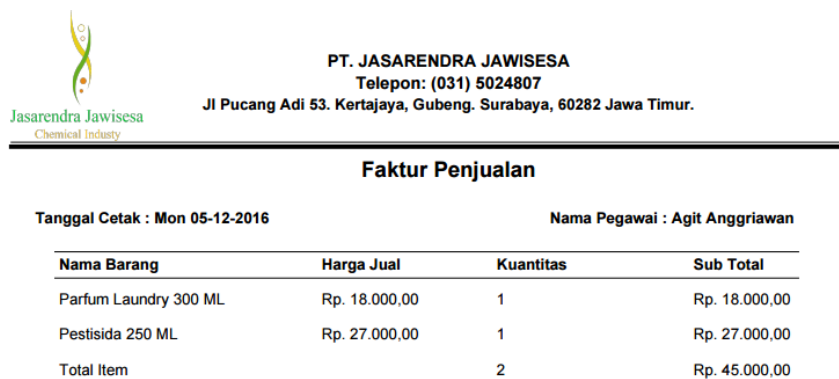 PT. JASARENDRA JAWISESA
Telepon: (031) 5024807
Jl Pucang Adi 53. Kertajaya, Gubeng. Surabaya, 60282 Jawa Timur.
Jasarendra Jawisesa
Chemical Industy
Faktur Penjualan
Tanggal Cetak : Mon 05-12-2016 Nama Pegawai : Agit Anggriawan
Nama Barang Harga Jual Kuantitas Sub Total
Parfum Laundry 300 ML Rp. 18.000,00 1 Rp. 18.000,00
Pestisida 250 ML Rp. 27.000,00 1 Rp. 27.000,00
Total Item 2 Rp. 45.000,00